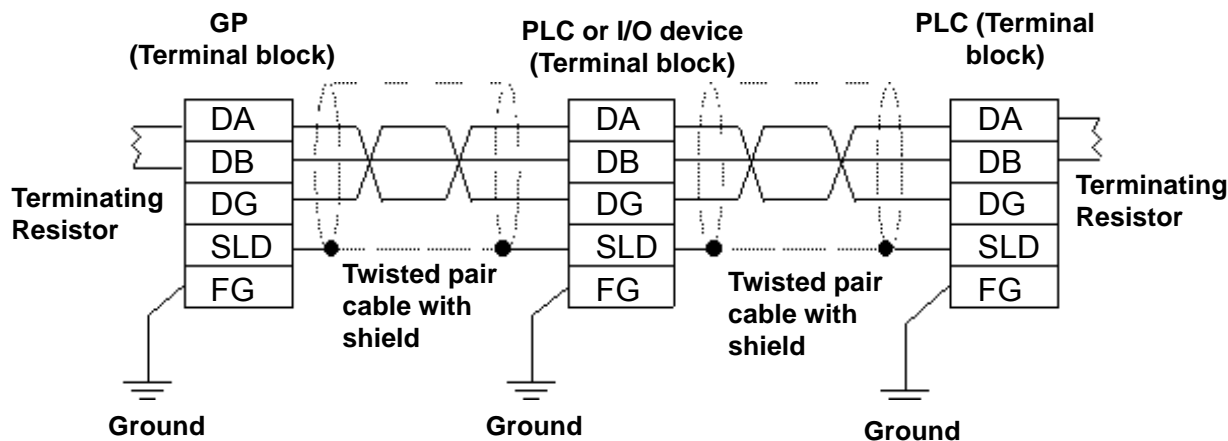 GP
(Terminal block)
PLC or I/O device
(Terminal block)
PLC (Terminal
block)
DA
DB
DG
SLD
FG
DA
DB
DG
SLD
FG
DA
DB
DG
SLD
FG
Terminating
Resistor
Twisted pair
cable with
shield
Twisted pair
cable with
shield
Terminating
Resistor
Ground
Ground
Ground